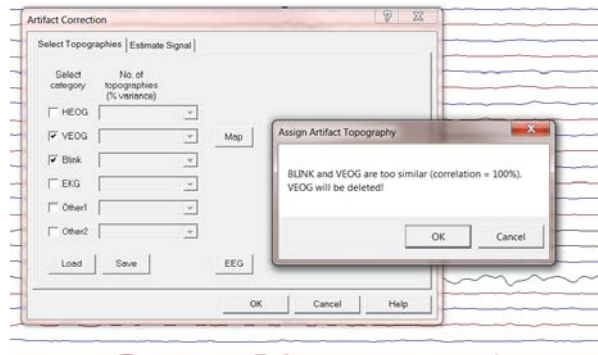 Artifact Correction
Select Topographies
Estimate Signal
Select category
No. of topographies (% variance)
HEOG
VEOG
Map
Blink
EKG
Other1
Other2
Load
Save
EEG
OK
Cancel
Help
Assign Artifact Topography
BLINK and VEOG are too similar (correlation = 100%).
VEOG will be deleted!
OK
Cancel